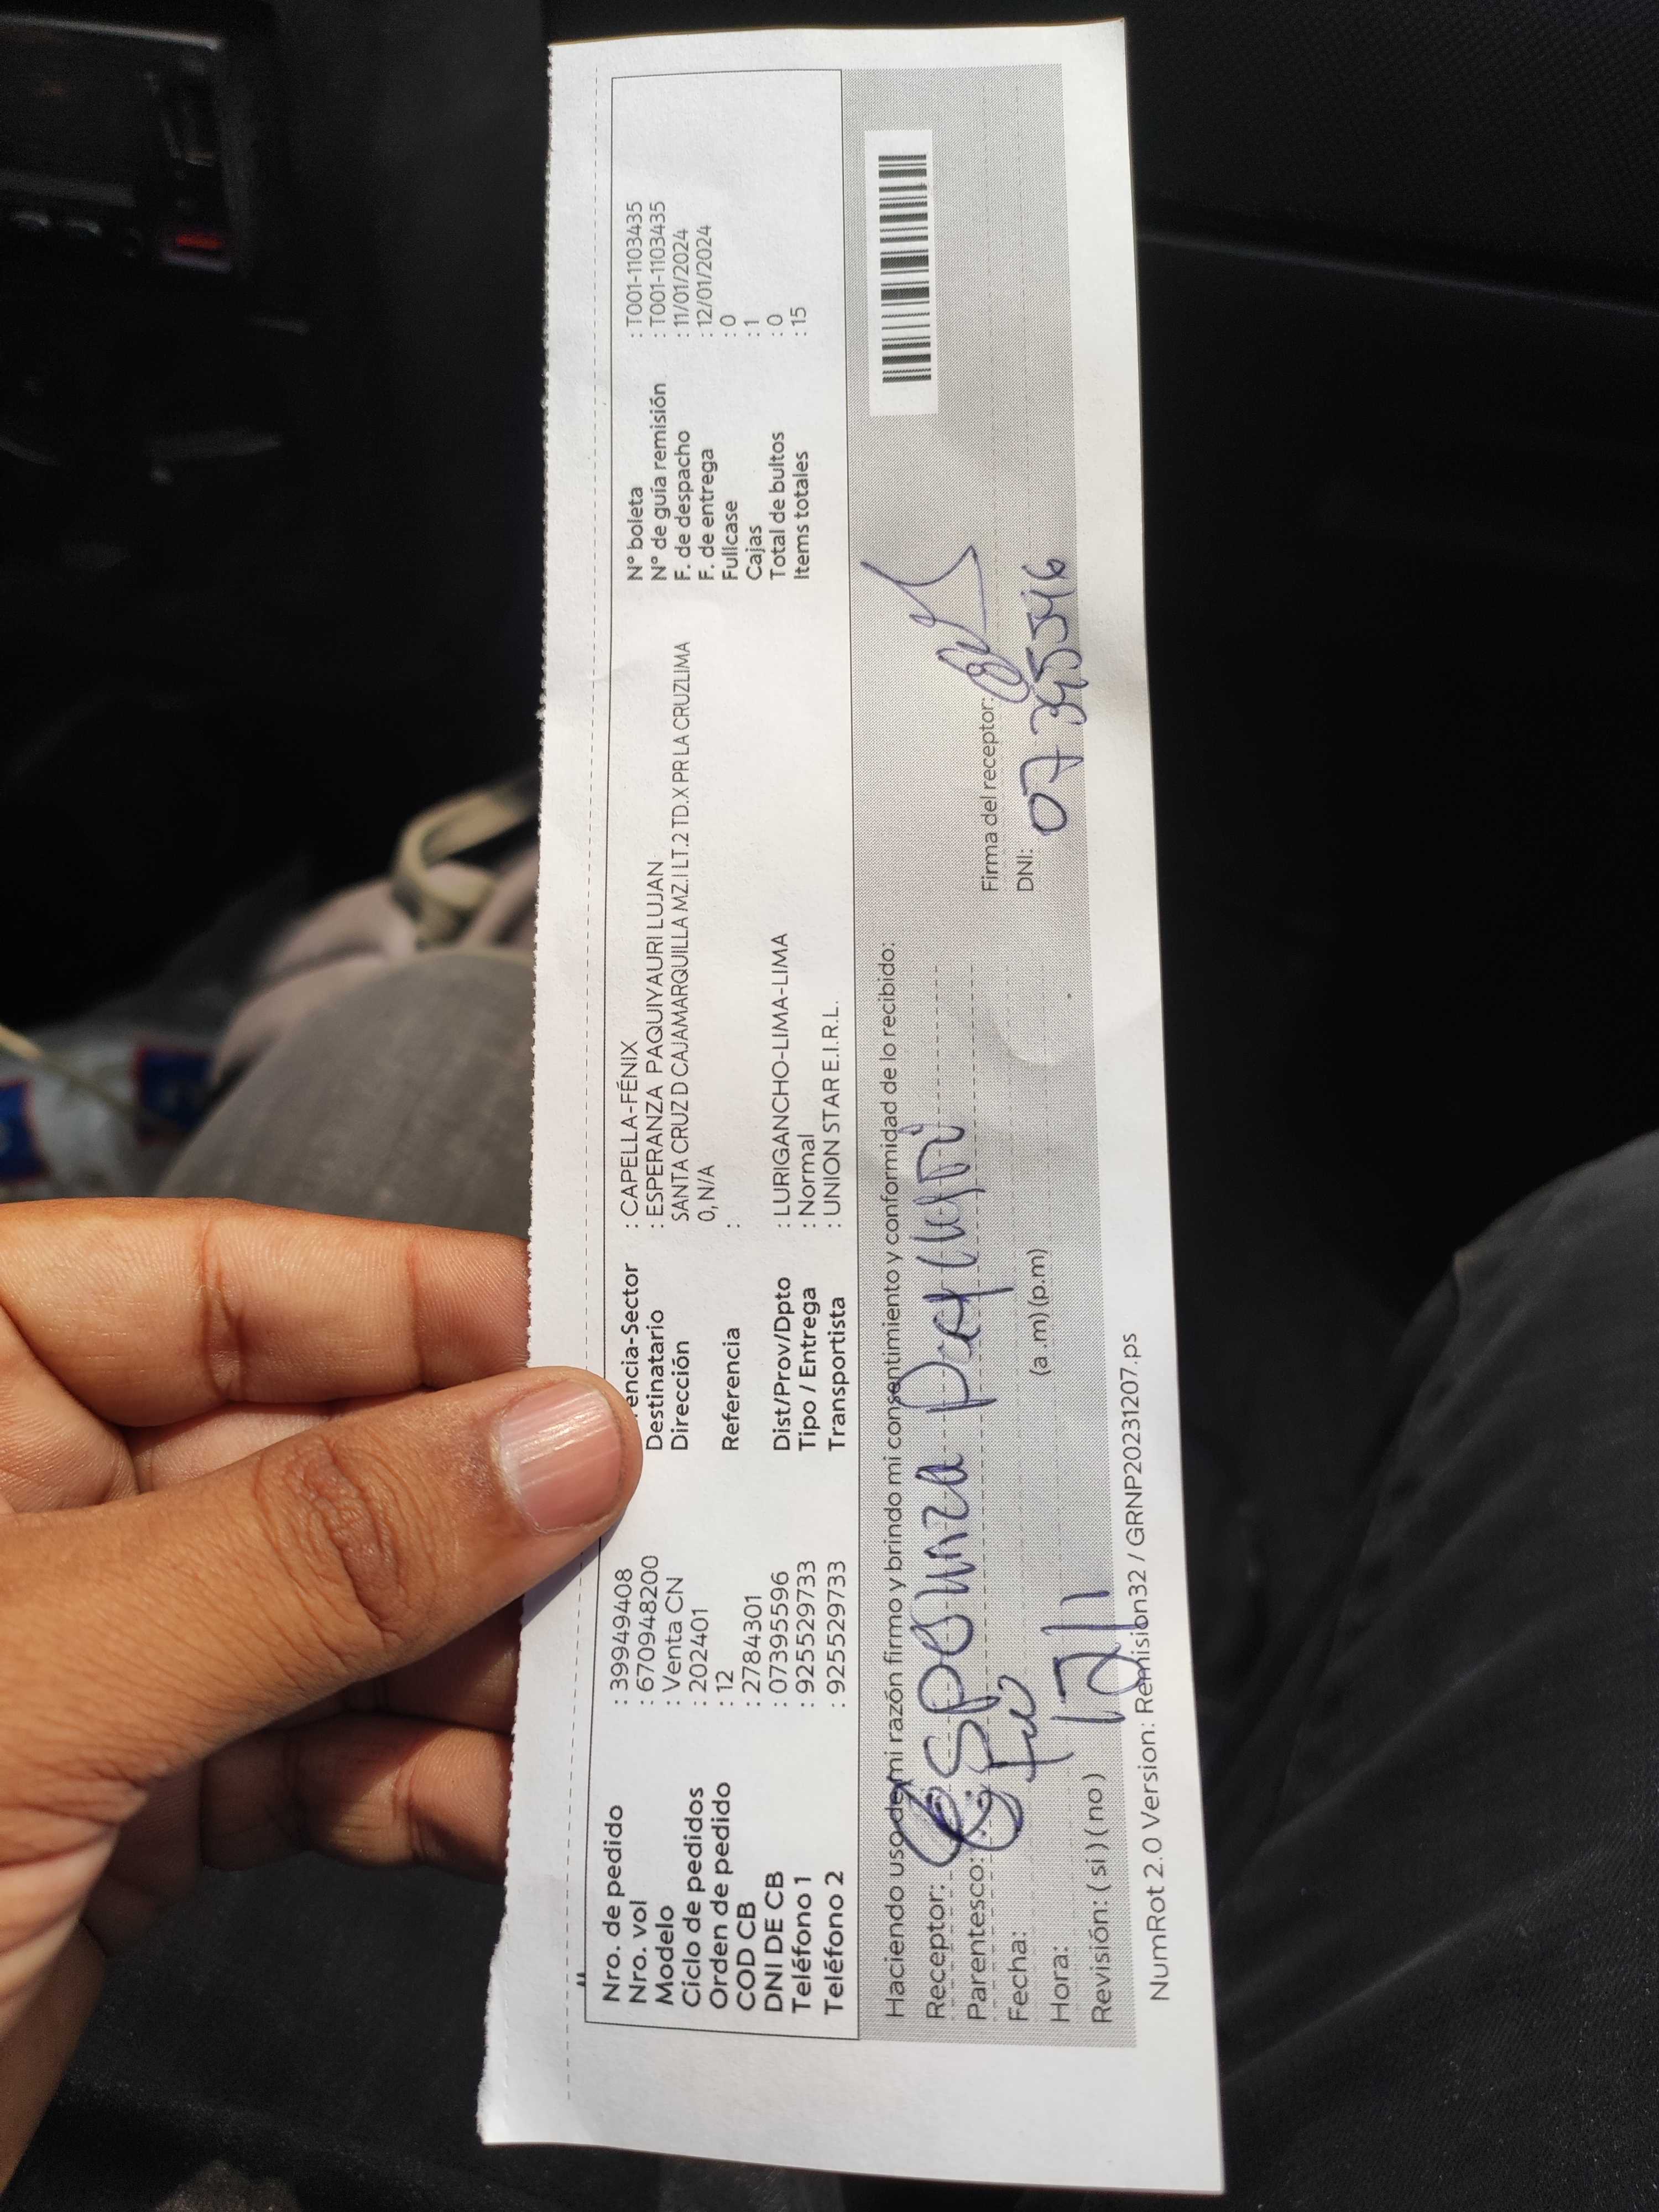 Nro. de pedido : 39949408
Nro. vol : 670948200
Modelo : Venta CN
Ciclo de pedidos : 202401
Orden de pedido : 12
COD CB : 2784301
DNI DE CB : 07395596
Teléfono 1 : 925529733
Teléfono 2 : 925529733
encia-Sector : CAPELLA-FÉNIX
Destinatario : ESPERANZA PAQUIYAURI LUJAN
Dirección SANTA CRUZ D CAJAMARQUILLA MZ.I LT.2 TD.X PR LA CRUZLIMA
0, N/A
Referencia :
Dist/Prov/Dpto : LURIGANCHO-LIMA-LIMA
Tipo / Entrega : Normal
Transportista : UNION STAR E.I.R.L.
N° boleta : T001-1103435
N° de guía remisión : T001-1103435
F. de despacho : 11/01/2024
F. de entrega : 12/01/2024
Fullcase : 0
Cajas : 1
Total de bultos : 0
Items totales : 15
Haciendo uso de mi razón firmo y brindo mi consentimiento y conformidad de lo recibido:
Receptor: Esperanza
Parentesco:
Fecha:
Hora: (a.m) (p.m)
Revisión: ( si ) ( no )
Firma del receptor:
DNI:
NumRot 2.0 Version: Remision32 / GRNP20231207.ps